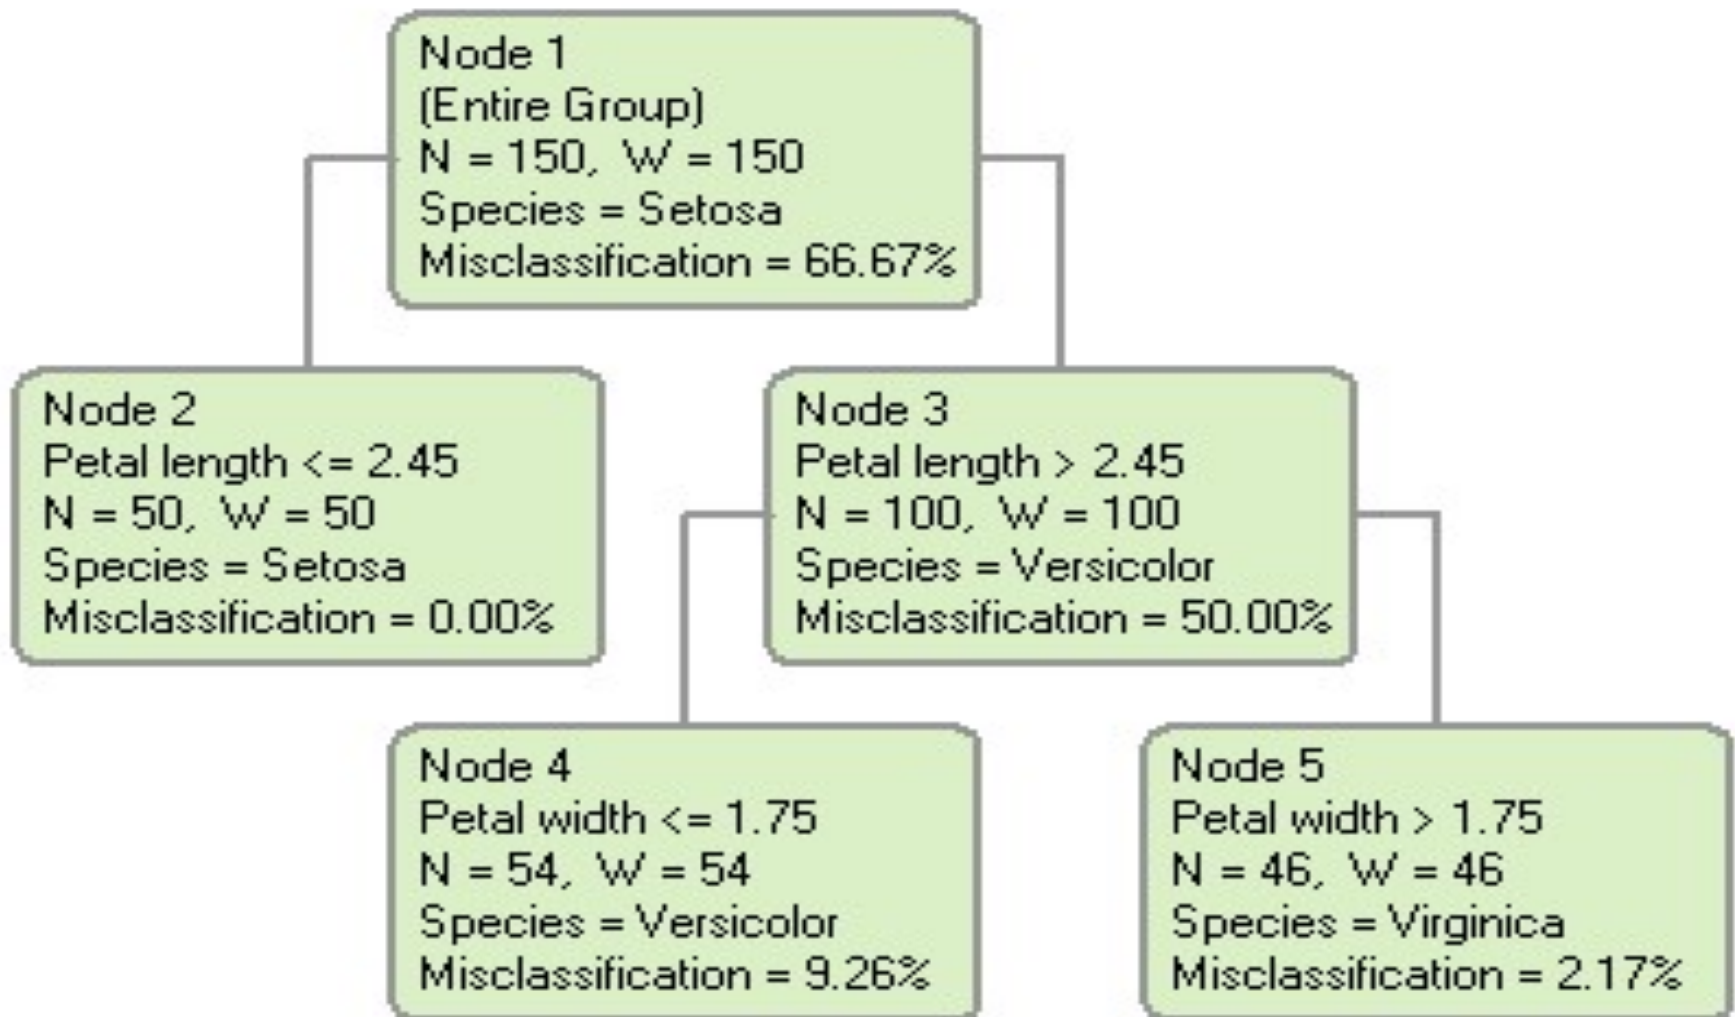 Node 1
(Entire Group)
N = 150, W = 150
Species = Setosa
Misclassification = 66.67%
Node 2
Petal length <= 2.45
N = 50, W = 50
Species = Setosa
Misclassification = 0.00%
Node 3
Petal length > 2.45
N = 100, W = 100
Species = Versicolor
Misclassification = 50.00%
Node 4
Petal width <= 1.75
N = 54, W = 54
Species = Versicolor
Misclassification = 9.26%
Node 5
Petal width > 1.75
N = 46, W = 46
Species = Virginica
Misclassification = 2.17%